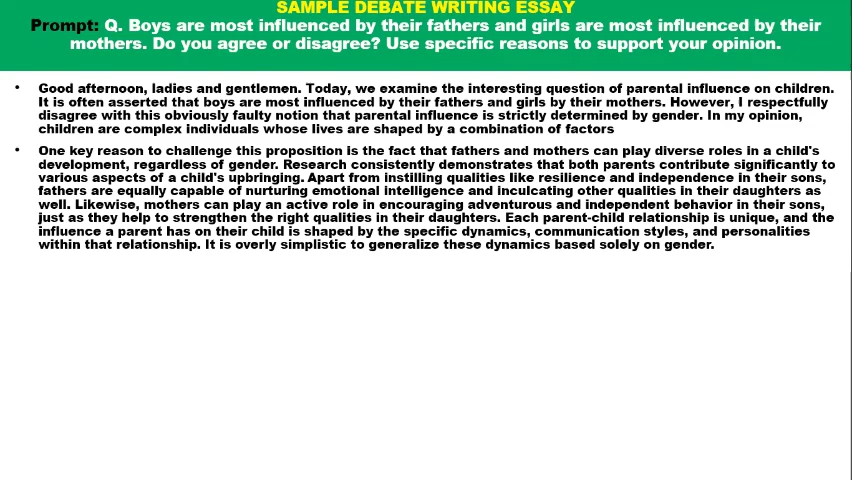 SAMPLE DEBATE WRITING ESSAY
Prompt: Q. Boys are most influenced by their fathers and girls are most influenced by their
mothers. Do you agree or disagree? Use specific reasons to support your opinion.
• Good afternoon, ladies and gentlemen. Today, we examine the interesting question of parental influence on children.
It is often asserted that boys are most influenced by their fathers and girls by their mothers. However, I respectfully
disagree with this obviously faulty notion that parental influence is strictly determined by gender. In my opinion,
children are complex individuals whose lives are shaped by a combination of factors
• One key reason to challenge this proposition is the fact that fathers and mothers can play diverse roles in a child's
development, regardless of gender. Research consistently demonstrates that both parents contribute significantly to
various aspects of a child's upbringing. Apart from instilling qualities like resilience and independence in their sons,
fathers are equally capable of nurturing emotional intelligence and inculcating other qualities in their daughters as
well. Likewise, mothers can play an active role in encouraging adventurous and independent behavior in their sons,
just as they help to strengthen the right qualities in their daughters. Each parent-child relationship is unique, and the
influence a parent has on their child is shaped by the specific dynamics, communication styles, and personalities
within that relationship. It is overly simplistic to generalize these dynamics based solely on gender.